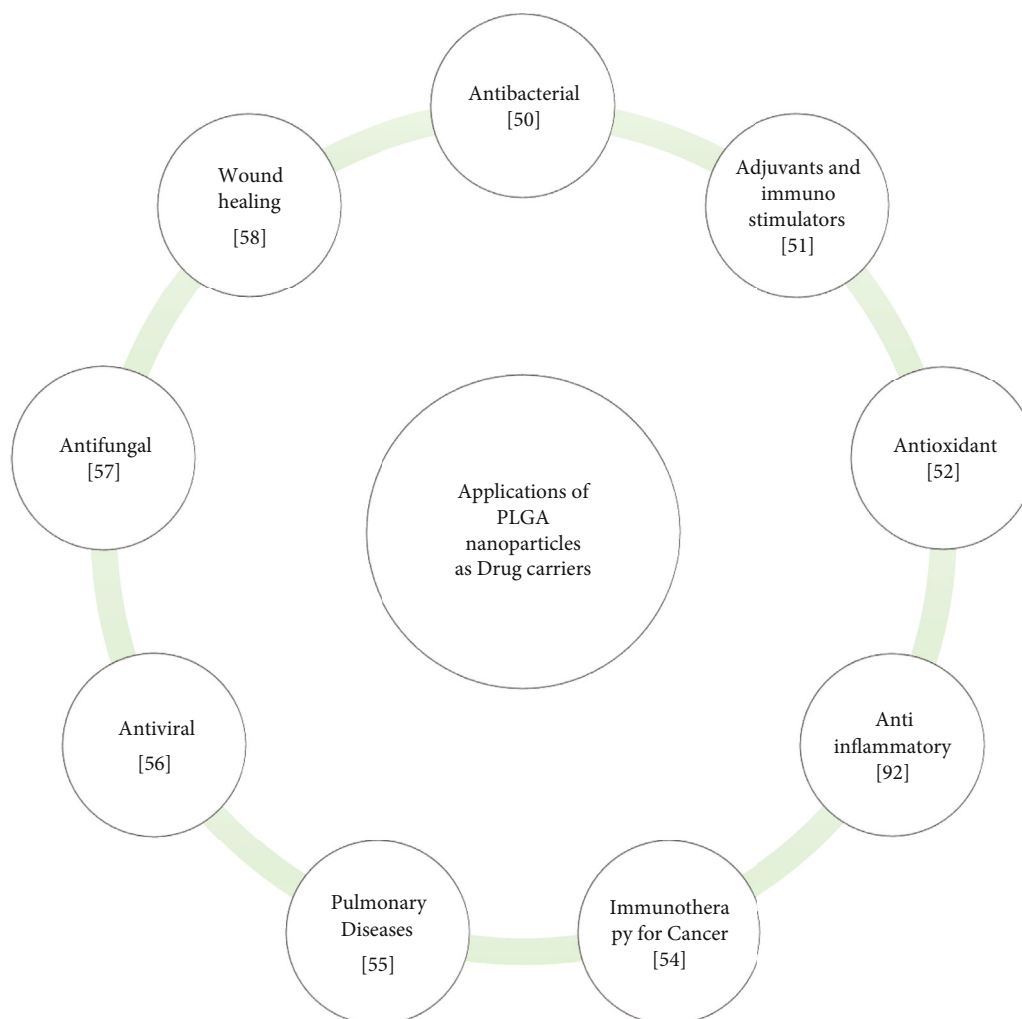 Antibacterial
[50]
Adjuvants and
immuno
stimulators
[51]
Antioxidant
[52]
Anti
inflammatory
[92]
Immunothera
py for Cancer
[54]
Pulmonary
Diseases
[55]
Antiviral
[56]
Antifungal
[57]
Wound
healing
[58]
Applications of
PLGA
nanoparticles
as Drug carriers